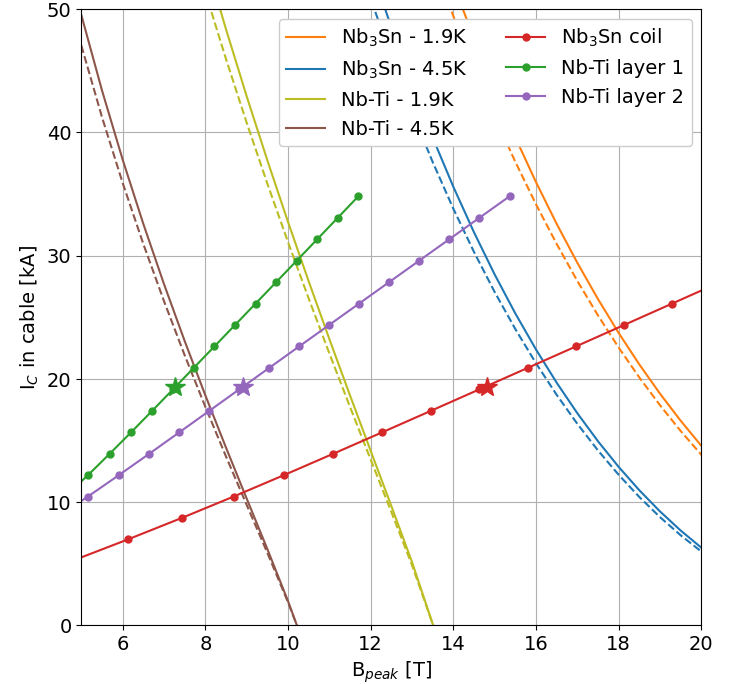 50
40
30
20
10
0
I_C in cable [kA]
Nb₃Sn - 1.9K
Nb₃Sn - 4.5K
Nb-Ti - 1.9K
Nb-Ti - 4.5K
Nb₃Sn coil
Nb-Ti layer 1
Nb-Ti layer 2
6 8 10 12 14 16 18 20
B_peak [T]